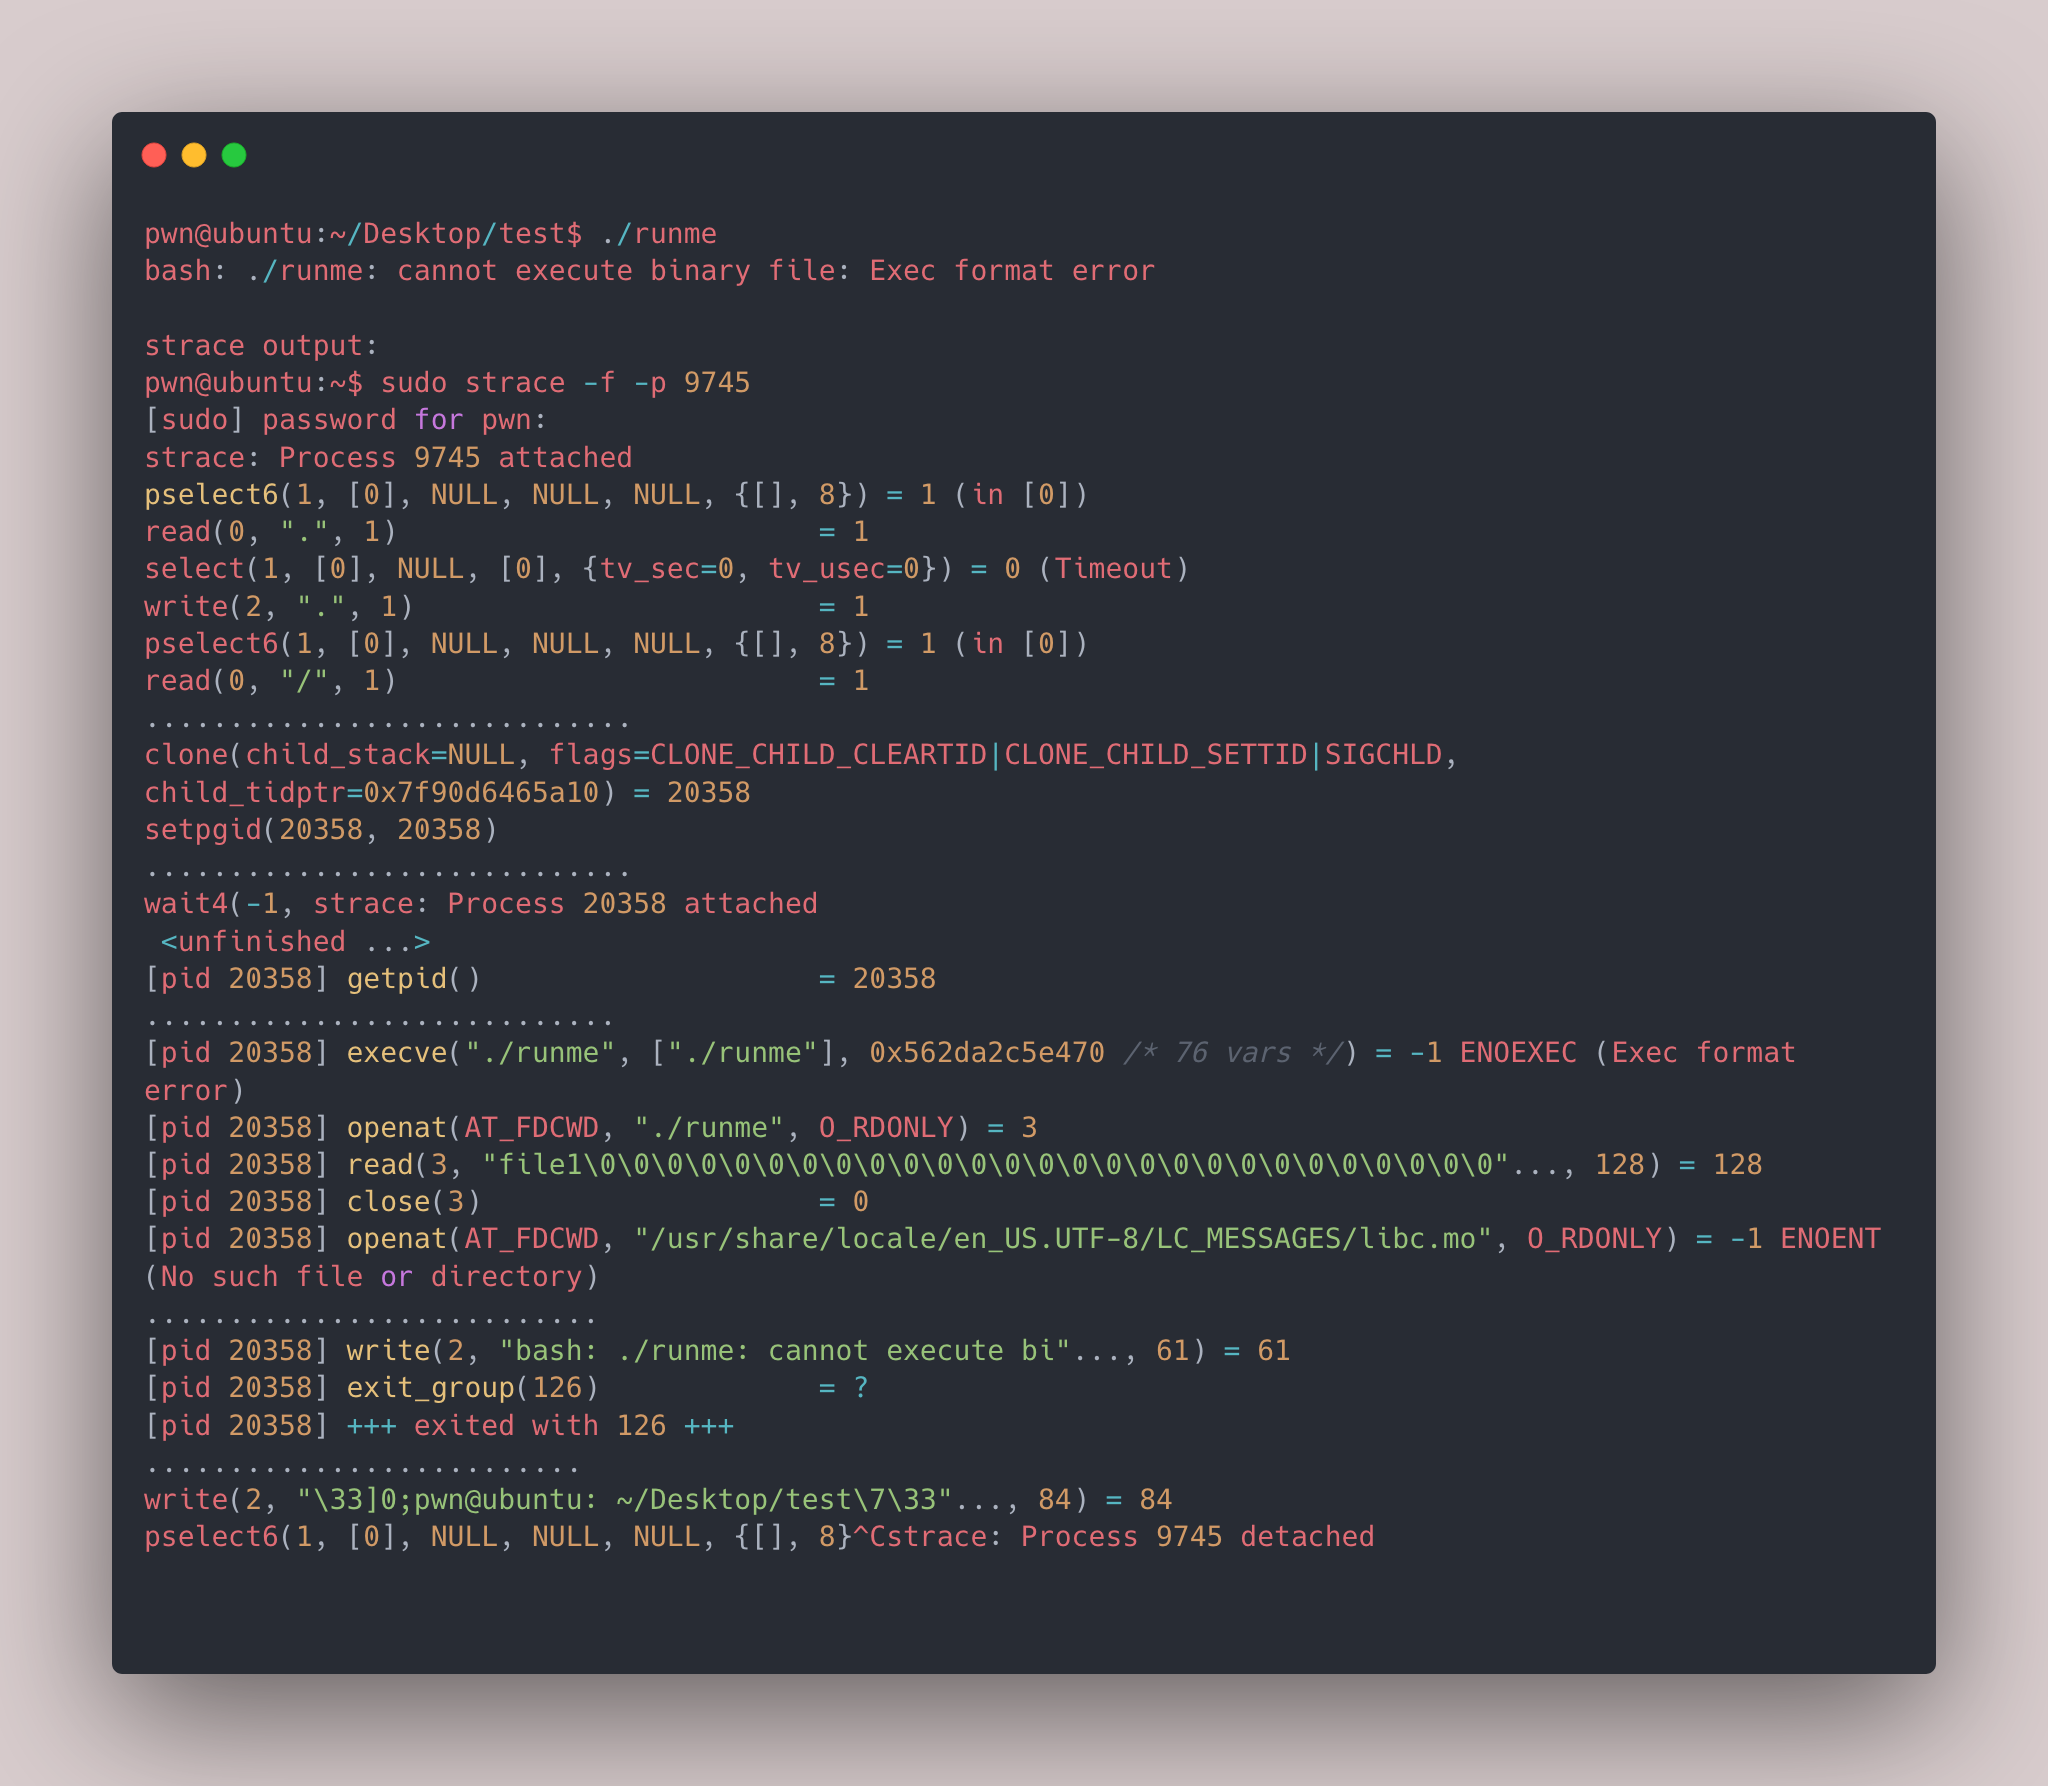 pwn@ubuntu:~/Desktop/test$ ./runme
bash: ./runme: cannot execute binary file: Exec format error
strace output:
pwn@ubuntu:~$ sudo strace -f -p 9745
[sudo] password for pwn:
strace: Process 9745 attached
pselect6(1, [0], NULL, NULL, NULL, {[], 8}) = 1 (in [0])
read(0, ".", 1)                         = 1
select(1, [0], NULL, [0], {tv_sec=0, tv_usec=0}) = 0 (Timeout)
write(2, ".", 1)                        = 1
pselect6(1, [0], NULL, NULL, NULL, {[], 8}) = 1 (in [0])
read(0, "/", 1)                         = 1
.............................
clone(child_stack=NULL, flags=CLONE_CHILD_CLEARTID|CLONE_CHILD_SETTID|SIGCHLD,
child_tidptr=0x7f90d6465a10) = 20358
setpgid(20358, 20358)
.............................
wait4(-1, strace: Process 20358 attached
 <unfinished ...>
[pid 20358] getpid()                    = 20358
............................
[pid 20358] execve("./runme", ["./runme"], 0x562da2c5e470 /* 76 vars */) = -1 ENOEXEC (Exec format
error)
[pid 20358] openat(AT_FDCWD, "./runme", O_RDONLY) = 3
[pid 20358] read(3, "file1\0\0\0\0\0\0\0\0\0\0\0\0\0\0\0\0\0\0\0\0\0\0\0\0\0\0\0"..., 128) = 128
[pid 20358] close(3)                    = 0
[pid 20358] openat(AT_FDCWD, "/usr/share/locale/en_US.UTF-8/LC_MESSAGES/libc.mo", O_RDONLY) = -1 ENOENT
(No such file or directory)
...........................
[pid 20358] write(2, "bash: ./runme: cannot execute bi"..., 61) = 61
[pid 20358] exit_group(126)             = ?
[pid 20358] +++ exited with 126 +++
..........................
write(2, "\33]0;pwn@ubuntu: ~/Desktop/test\7\33"..., 84) = 84
pselect6(1, [0], NULL, NULL, NULL, {[], 8}^Cstrace: Process 9745 detached